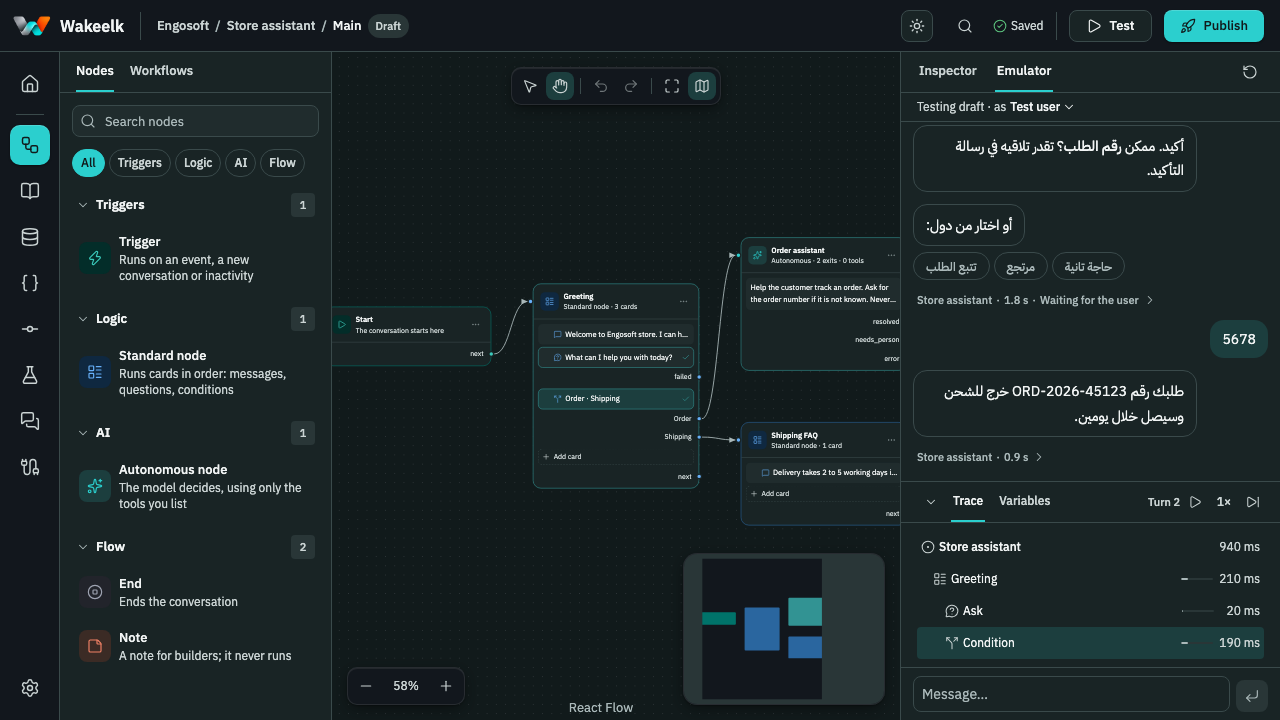 Wakeelk
Engosoft / Store assistant / Main Draft
Saved
Test
Publish
Nodes Workflows
Search nodes
All Triggers Logic AI Flow
Triggers 1
Trigger
Runs on an event, a new
conversation or inactivity
Logic 1
Standard node
Runs cards in order: messages,
questions, conditions
AI 1
Autonomous node
The model decides, using only the
tools you list
Flow 2
End
Ends the conversation
Note
A note for builders; it never runs
Start
The conversation starts here
next
Greeting
Standard node · 3 cards
Welcome to Engosoft store. I can h...
What can I help you with today?
failed
Order · Shipping
Order
Shipping
+ Add card
next
Order assistant
Autonomous · 2 exits · 0 tools
Help the customer track an order. Ask for
the order number if it is not known. Never...
resolved
needs_person
error
Shipping FAQ
Standard node · 1 card
Delivery takes 2 to 5 working days i...
+ Add card
next
58%
React Flow
Inspector Emulator
Testing draft · as Test user
أكيد. ممكن رقم الطلب؟ تقدر تلاقيه في رسالة
التأكيد.
أو اختار من دول:
تتبع الطلب مرتجع حاجة تانية
Store assistant · 1.8 s · Waiting for the user
5678
طلبك رقم ORD-2026-45123 خرج للشحن
وسيصل خلال يومين.
Store assistant · 0.9 s
Trace Variables Turn 2 1×
Store assistant 940 ms
Greeting 210 ms
Ask 20 ms
Condition 190 ms
Message...